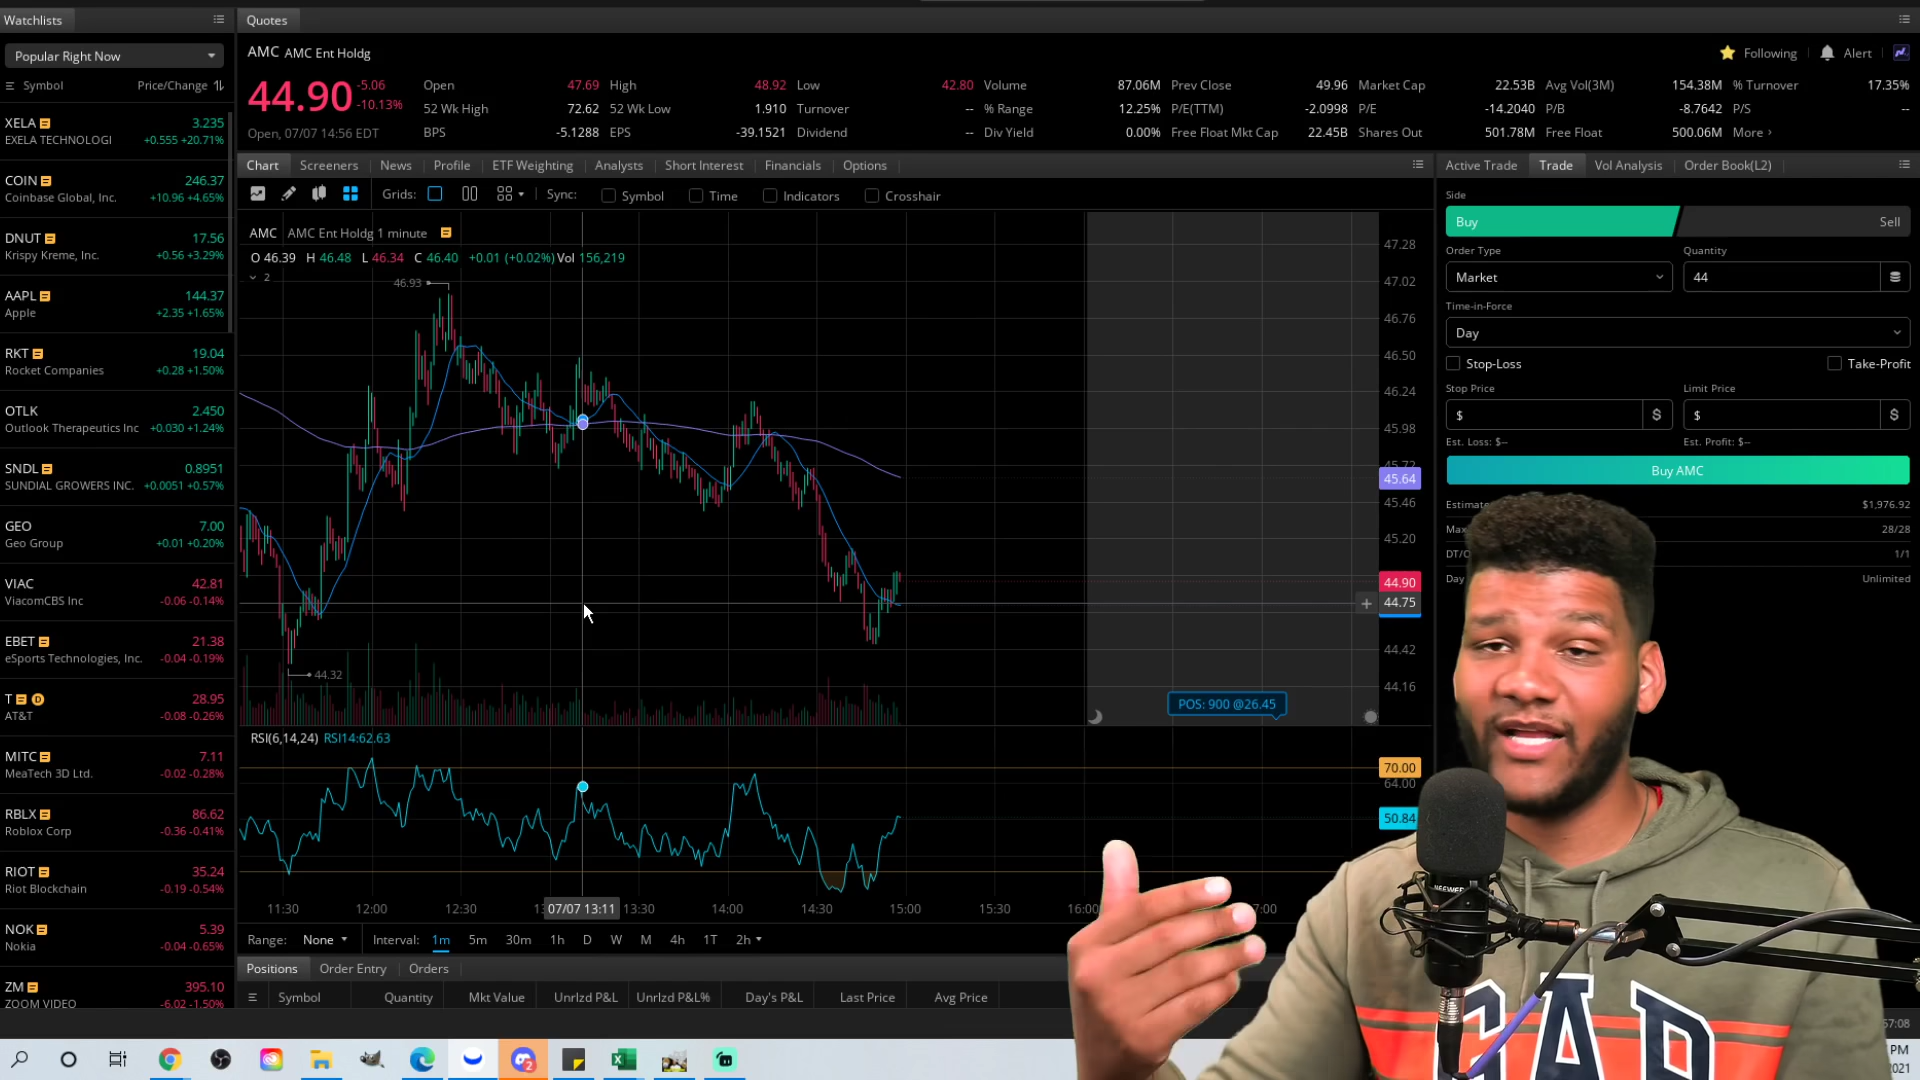 Watchlists
Quotes
Popular Right Now
Symbol Price/Change
XELA 3.235
EXELA TECHNOLOGI +0.555 +20.71%
COIN 246.37
Coinbase Global, Inc. +10.96 +4.65%
DNUT 17.56
Krispy Kreme, Inc. +0.56 +3.29%
AAPL 144.37
Apple +2.35 +1.65%
RKT 19.04
Rocket Companies +0.28 +1.50%
OTLK 2.450
Outlook Therapeutics Inc +0.030 +1.24%
SNDL 0.8951
SUNDIAL GROWERS INC. +0.0051 +0.57%
GEO 7.00
Geo Group +0.01 +0.20%
VIAC 42.81
ViacomCBS Inc -0.06 -0.14%
EBET 21.38
eSports Technologies, Inc. -0.04 -0.19%
T D 28.95
AT&T -0.08 -0.26%
MITC 7.11
MeaTech 3D Ltd. -0.02 -0.28%
RBLX 86.62
Roblox Corp -0.36 -0.41%
RIOT 35.24
Riot Blockchain -0.19 -0.54%
NOK 5.39
Nokia -0.04 -0.65%
ZM 395.10
ZOOM VIDEO -6.02 -1.50%
AMC AMC Ent Holdg
Following Alert
44.90 -5.06
-10.13%
Open, 07/07 14:56 EDT
Open 47.69 High 48.92 Low 42.80 Volume 87.06M Prev Close 49.96 Market Cap 22.53B Avg Vol(3M) 154.38M % Turnover 17.35%
52 Wk High 72.62 52 Wk Low 1.910 Turnover -- % Range 12.25% P/E(TTM) -2.0998 P/E -14.2040 P/B -8.7642 P/S --
BPS -5.1288 EPS -39.1521 Dividend -- Div Yield 0.00% Free Float Mkt Cap 22.45B Shares Out 501.78M Free Float 500.06M More ›
Chart Screeners News Profile ETF Weighting Analysts Short Interest Financials Options
Grids: Sync: Symbol Time Indicators Crosshair
AMC AMC Ent Holdg 1 minute
O 46.39 H 46.48 L 46.34 C 46.40 +0.01 (+0.02%) Vol 156,219
2
46.93
44.32
POS: 900 @26.45
47.28
47.02
46.76
46.50
46.24
45.98
45.72
45.64
45.46
45.20
44.90
44.75
44.42
44.16
RSI(6,14,24) RSI14:62.63
70.00
64.00
50.84
11:30 12:00 12:30 07/07 13:11 13:30 14:00 14:30 15:00 15:30 16:00
Range: None Interval: 1m 5m 30m 1h D W M 4h 1T 2h
Positions Order Entry Orders
Symbol Quantity Mkt Value Unrlzd P&L Unrlzd P&L% Day's P&L Last Price Avg Price
Active Trade Trade Vol Analysis Order Book(L2)
Side
Buy Sell
Order Type Quantity
Market 44
Time-in-Force
Day
Stop-Loss Take-Profit
Stop Price Limit Price
$ $ $ $
Est. Loss: $-- Est. Profit: $--
Buy AMC
$1,976.92
Max 28/28
1/1
Day Unlimited
NEEWER
GAP
57:08
PM
2021
2